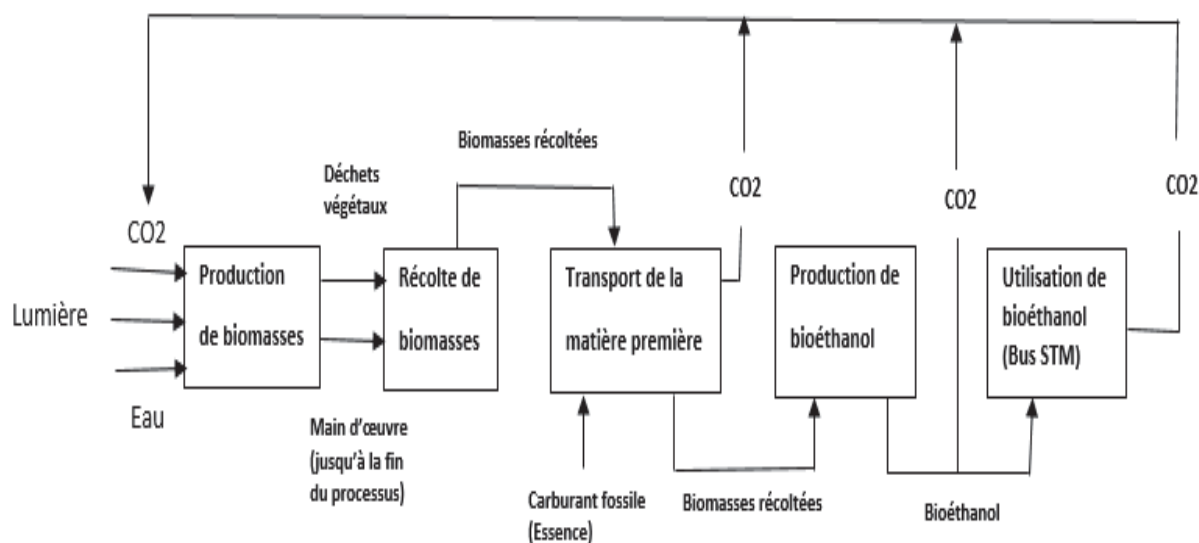 Biomasses récoltées
Déchets
végétaux
CO2
CO2
CO2
CO2
Lumière
Eau
Production
de biomasses
Récolte de
biomasses
Transport de la
matière première
Production de
bioéthanol
Utilisation de
bioéthanol
(Bus STM)
Main d’œuvre
(jusqu’à la fin
du processus)
Carburant fossile
(Essence)
Biomasses récoltées
Bioéthanol